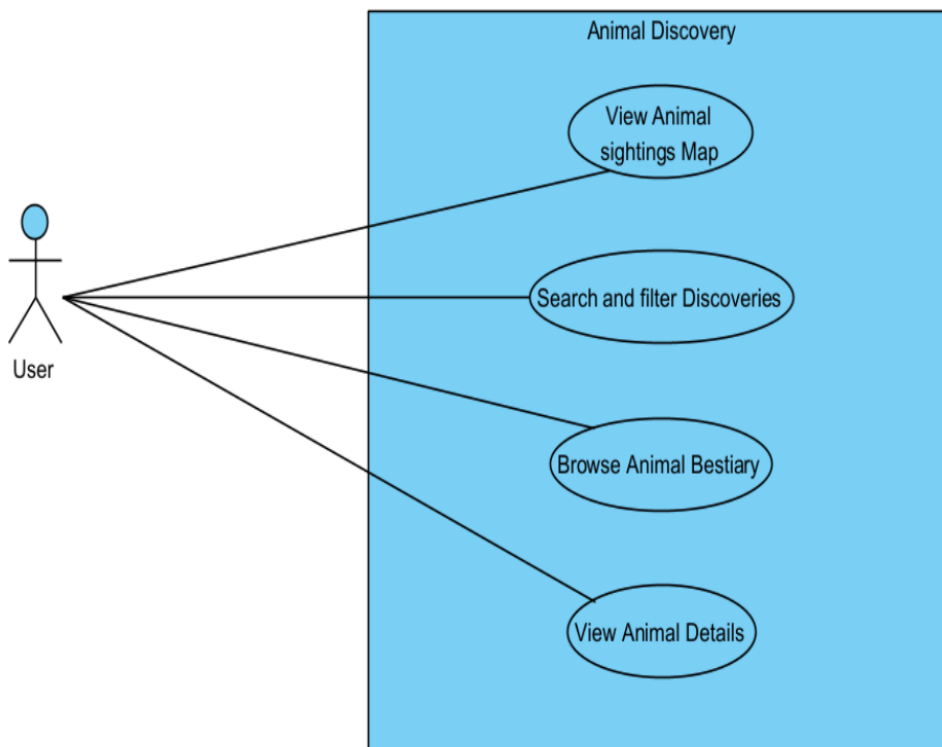 Animal Discovery
View Animal
sightings Map
Search and filter Discoveries
User
Browse Animal Bestiary
View Animal Details